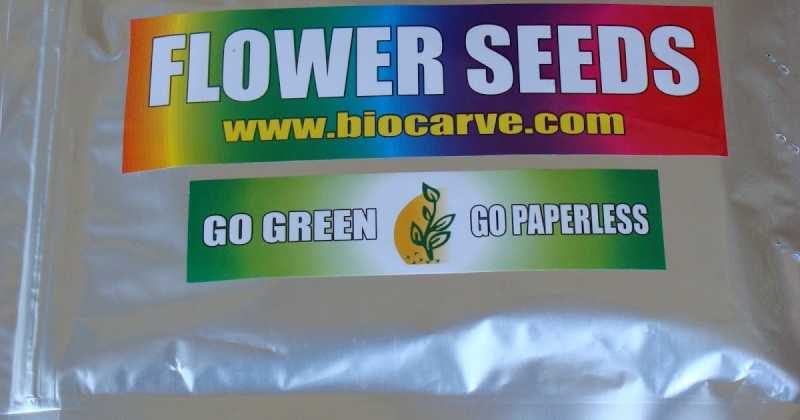 FLOWER SEEDS
www.biocarve.com
GO GREEN GO PAPERLESS